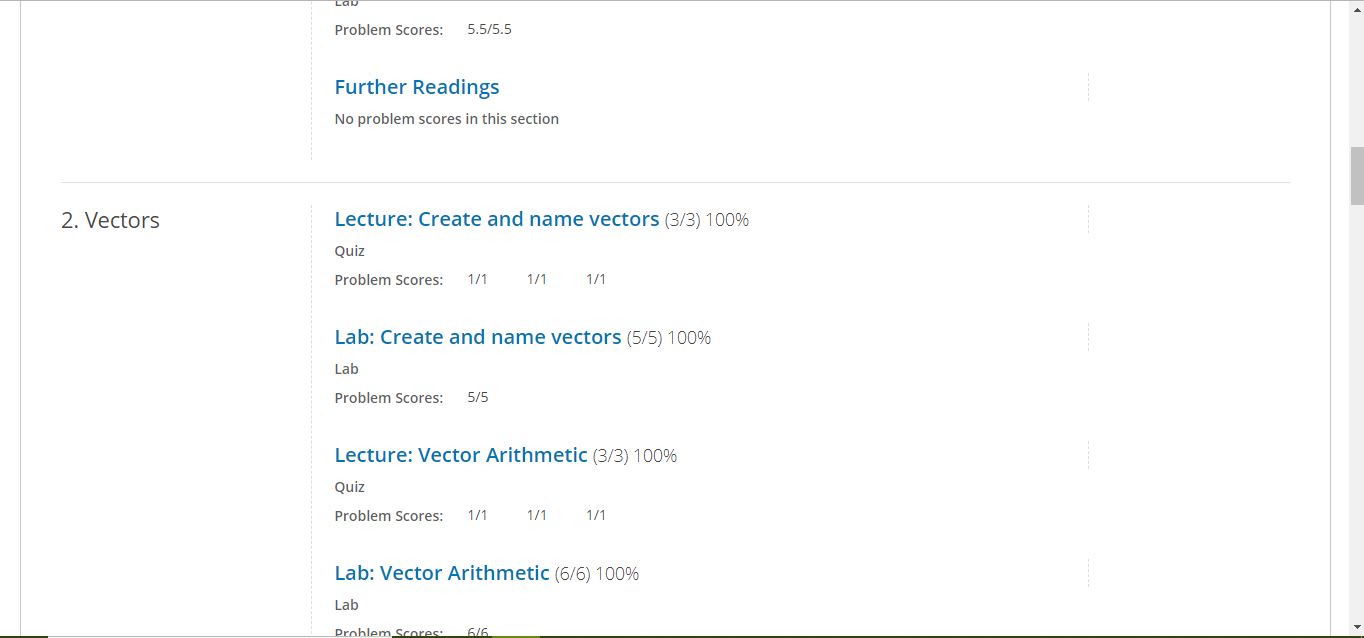 Lab
Problem Scores: 5.5/5.5
Further Readings
No problem scores in this section
2. Vectors
Lecture: Create and name vectors (3/3) 100%
Quiz
Problem Scores: 1/1 1/1 1/1
Lab: Create and name vectors (5/5) 100%
Lab
Problem Scores: 5/5
Lecture: Vector Arithmetic (3/3) 100%
Quiz
Problem Scores: 1/1 1/1 1/1
Lab: Vector Arithmetic (6/6) 100%
Lab
Problem Scores: 6/6